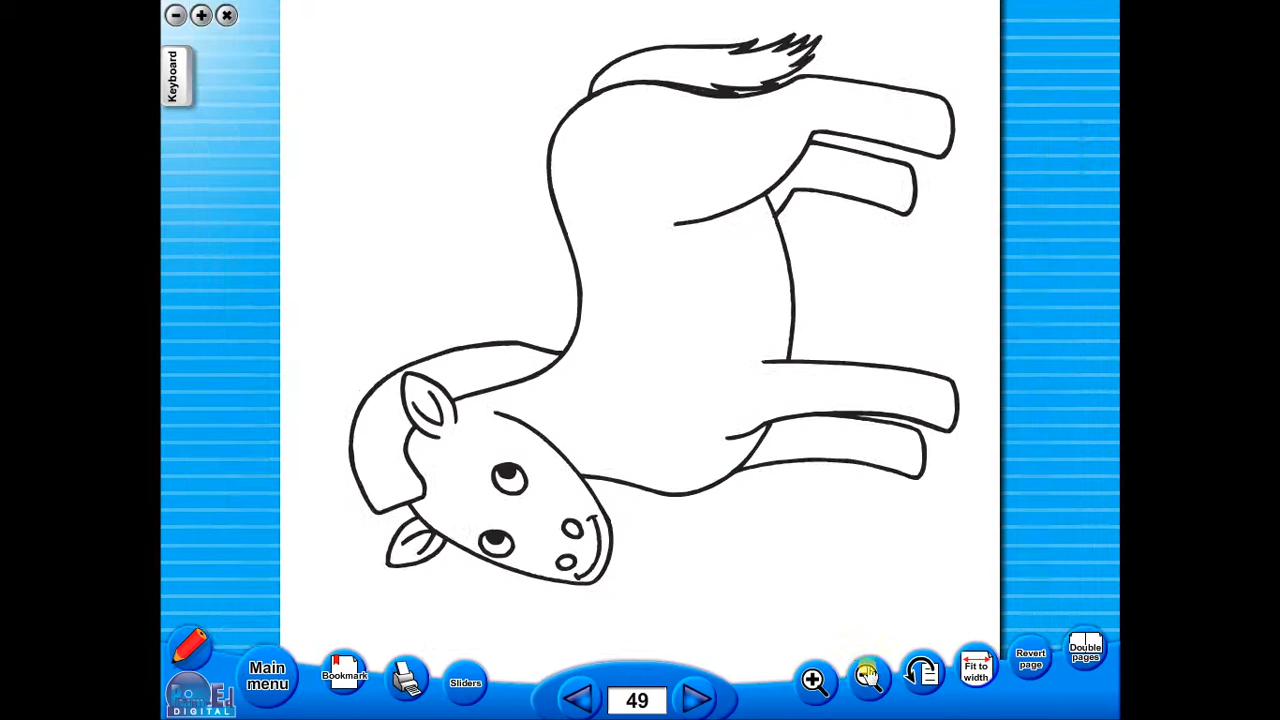 Keyboard
Main
menu
Bookmark
Sliders
49
Fit to
width
Revert
page
Double
pages
DIGITAL